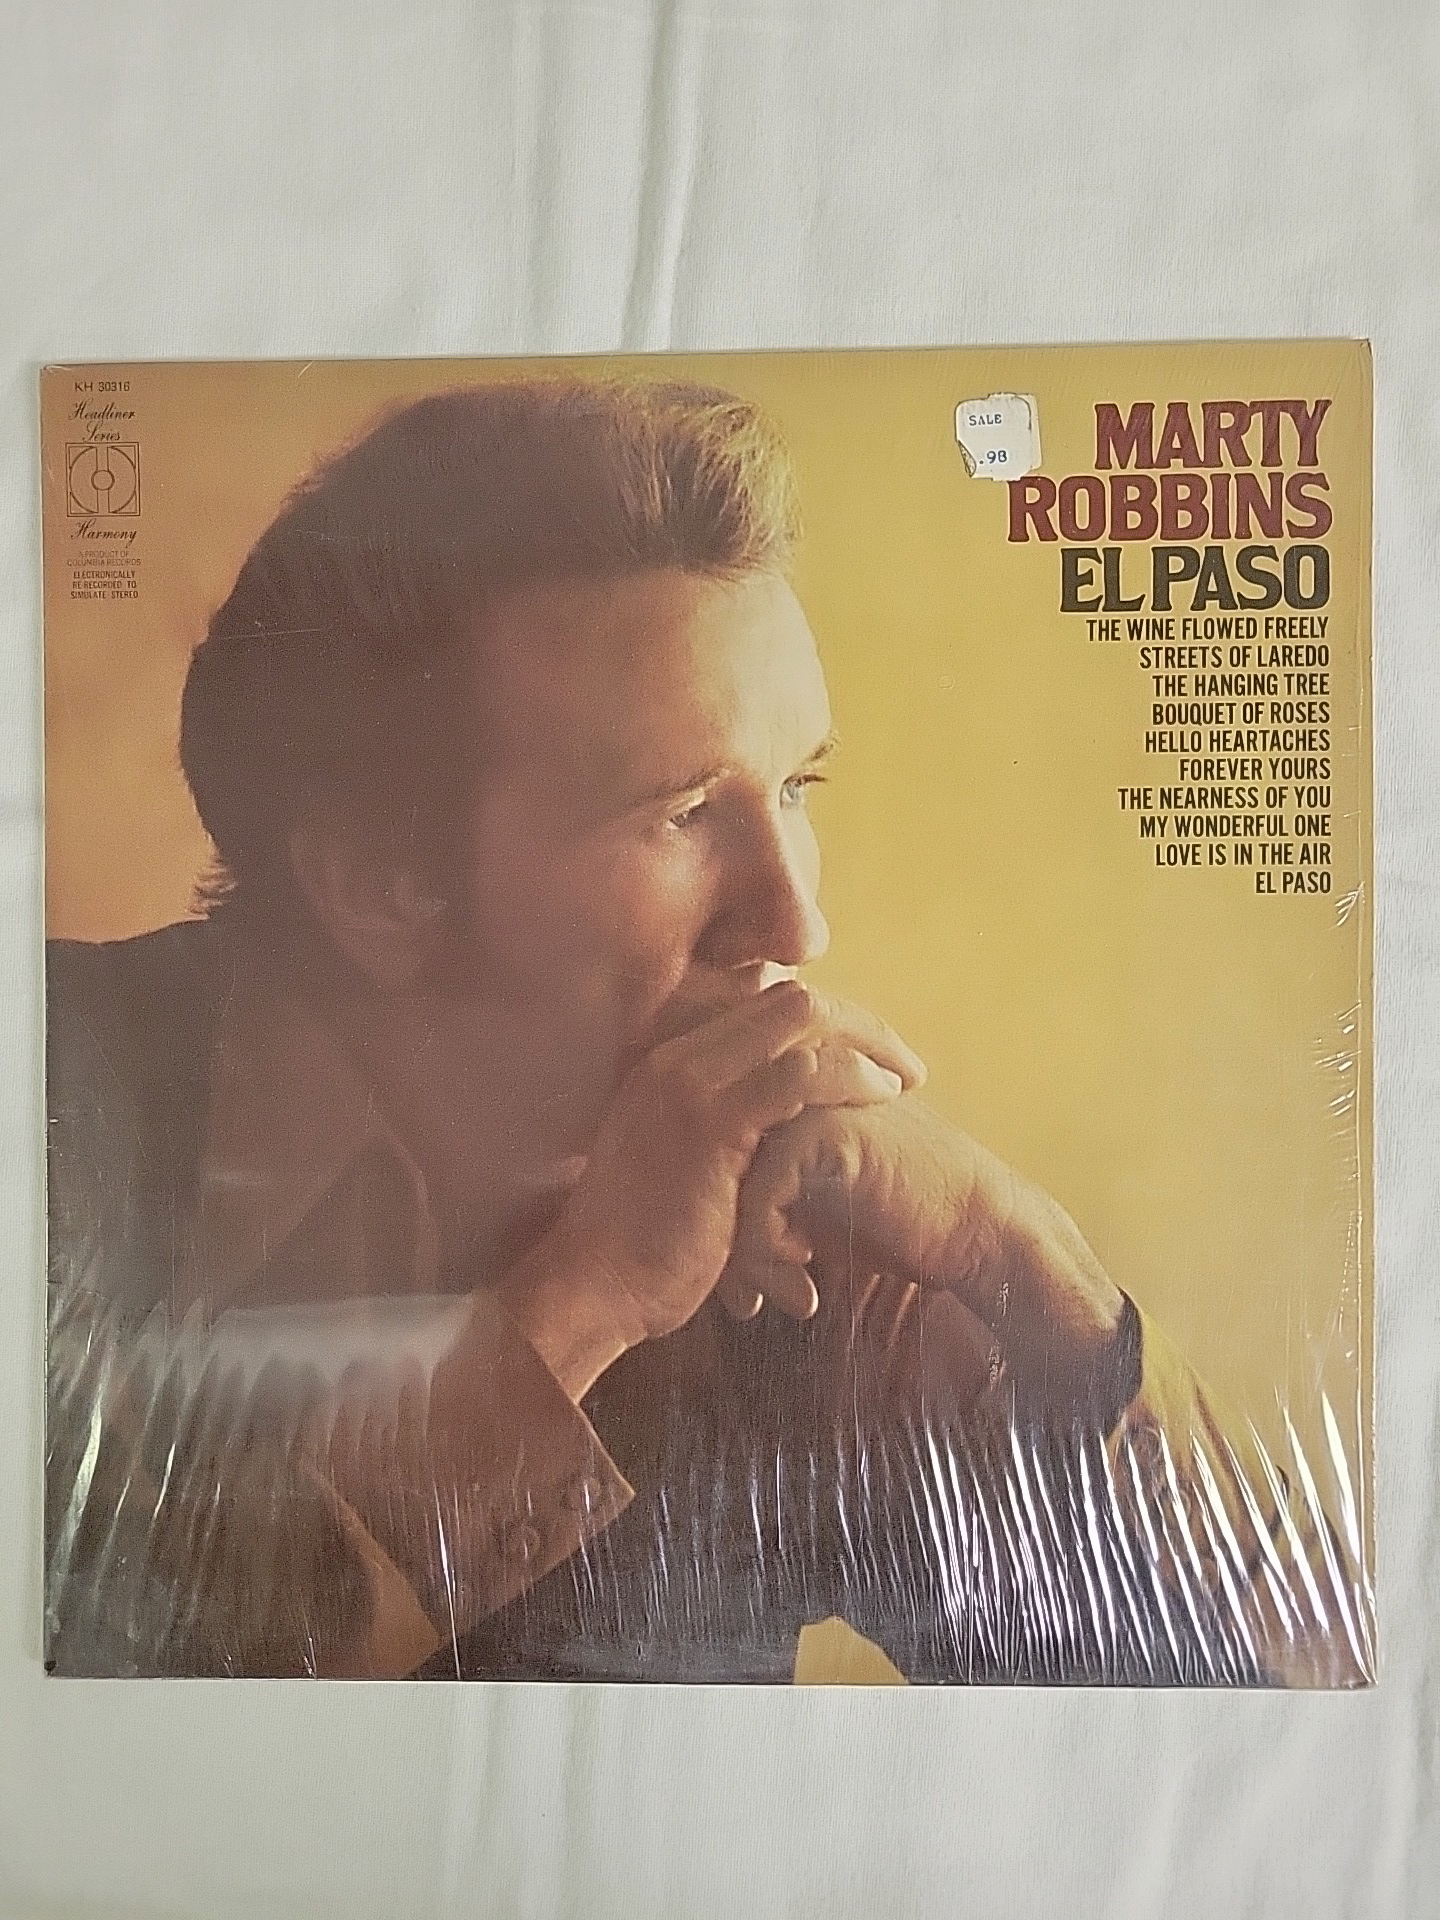 KH 30316
Headliner
Series
Harmony
A PRODUCT OF
COLUMBIA RECORDS
ELECTRONICALLY
RE-RECORDED TO
SIMULATE STEREO
SALE
.98
MARTY
ROBBINS
EL PASO
THE WINE FLOWED FREELY
STREETS OF LAREDO
THE HANGING TREE
BOUQUET OF ROSES
HELLO HEARTACHES
FOREVER YOURS
THE NEARNESS OF YOU
MY WONDERFUL ONE
LOVE IS IN THE AIR
EL PASO